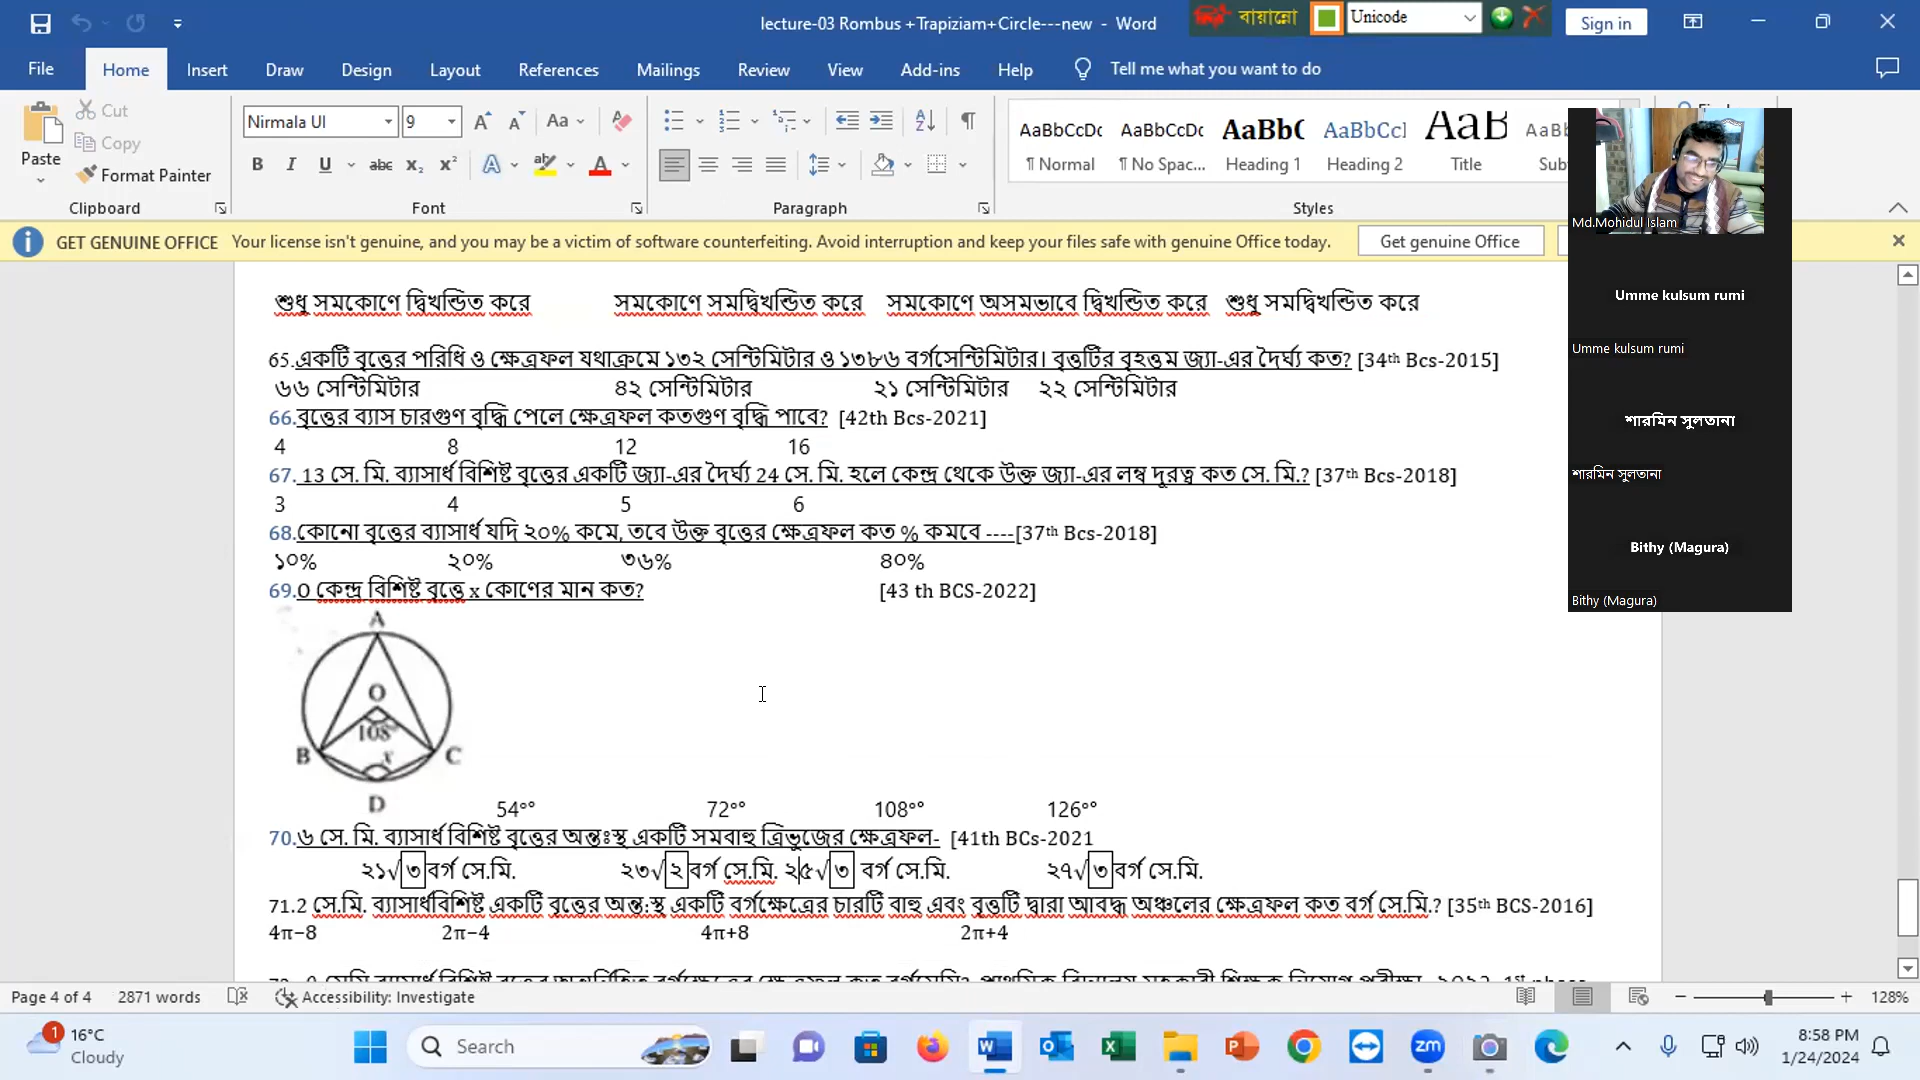 lecture-03 Rombus +Trapiziam+Circle---new - Word
বায়ান্নো
Unicode
Sign in
File Home Insert Draw Design Layout References Mailings Review View Add-ins Help Tell me what you want to do
Paste
Cut
Copy
Format Painter
Clipboard
Nirmala UI 9
Font
Paragraph
AaBbCcDc AaBbCcDc AaBbC AaBbCcI AaB
¶ Normal ¶ No Spac... Heading 1 Heading 2 Title
Styles
GET GENUINE OFFICE Your license isn't genuine, and you may be a victim of software counterfeiting. Avoid interruption and keep your files safe with genuine Office today. Get genuine Office
শুধু সমকোণে দ্বিখন্ডিত করে সমকোণে সমদ্বিখন্ডিত করে সমকোণে অসমভাবে দ্বিখন্ডিত করে শুধু সমদ্বিখন্ডিত করে
65.একটি বৃত্তের পরিধি ও ক্ষেত্রফল যথাক্রমে ১৩২ সেন্টিমিটার ও ১৩৮৬ বর্গসেন্টিমিটার। বৃত্তটির বৃহত্তম জ্যা-এর দৈর্ঘ্য কত? [34th Bcs-2015]
৬৬ সেন্টিমিটার ৪২ সেন্টিমিটার ২১ সেন্টিমিটার ২২ সেন্টিমিটার
66.বৃত্তের ব্যাস চারগুণ বৃদ্ধি পেলে ক্ষেত্রফল কতগুণ বৃদ্ধি পাবে? [42th Bcs-2021]
4 8 12 16
67. 13 সে. মি. ব্যাসার্ধ বিশিষ্ট বৃত্তের একটি জ্যা-এর দৈর্ঘ্য 24 সে. মি. হলে কেন্দ্র থেকে উক্ত জ্যা-এর লম্ব দূরত্ব কত সে. মি.? [37th Bcs-2018]
3 4 5 6
68.কোনো বৃত্তের ব্যাসার্ধ যদি ২০% কমে, তবে উক্ত বৃত্তের ক্ষেত্রফল কত % কমবে ----[37th Bcs-2018]
১০% ২০% ৩৬% ৪০%
69.O কেন্দ্র বিশিষ্ট বৃত্তে x কোণের মান কত? [43 th BCS-2022]
A
O
108°
B x C
D 54°° 72°° 108°° 126°°
70.৬ সে. মি. ব্যাসার্ধ বিশিষ্ট বৃত্তের অন্তঃস্থ একটি সমবাহু ত্রিভুজের ক্ষেত্রফল- [41th BCs-2021
২১√৩ বর্গ সে.মি. ২৩√২ বর্গ সে.মি. ২৫√৩ বর্গ সে.মি. ২৭√৩ বর্গ সে.মি.
71.2 সে.মি. ব্যাসার্ধবিশিষ্ট একটি বৃত্তের অন্ত:স্থ একটি বর্গক্ষেত্রের চারটি বাহু এবং বৃত্তটি দ্বারা আবদ্ধ অঞ্চলের ক্ষেত্রফল কত বর্গ সে.মি.? [35th BCS-2016]
4π−8 2π−4 4π+8 2π+4
Md.Mohidul Islam
Umme kulsum rumi
Umme kulsum rumi
শারমিন সুলতানা
শারমিন সুলতানা
Bithy (Magura)
Bithy (Magura)
Page 4 of 4 2871 words Accessibility: Investigate 128%
1 16°C
Cloudy
Search
8:58 PM
1/24/2024